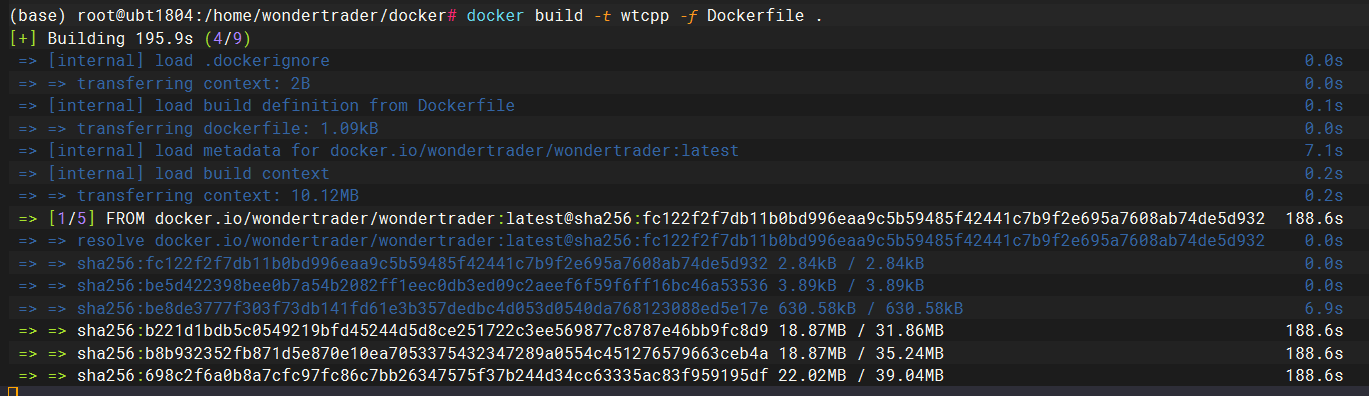 (base) root@ubt1804:/home/wondertrader/docker# docker build -t wtcpp -f Dockerfile .
[+] Building 195.9s (4/9)
=> [internal] load .dockerignore 0.0s
=> => transferring context: 2B 0.0s
=> [internal] load build definition from Dockerfile 0.1s
=> => transferring dockerfile: 1.09kB 0.0s
=> [internal] load metadata for docker.io/wondertrader/wondertrader:latest 7.1s
=> [internal] load build context 0.2s
=> => transferring context: 10.12MB 0.2s
=> [1/5] FROM docker.io/wondertrader/wondertrader:latest@sha256:fc122f2f7db11b0bd996eaa9c5b59485f42441c7b9f2e695a7608ab74de5d932 188.6s
=> => resolve docker.io/wondertrader/wondertrader:latest@sha256:fc122f2f7db11b0bd996eaa9c5b59485f42441c7b9f2e695a7608ab74de5d932 0.0s
=> => sha256:fc122f2f7db11b0bd996eaa9c5b59485f42441c7b9f2e695a7608ab74de5d932 2.84kB / 2.84kB 0.0s
=> => sha256:be5d422398bee0b7a54b2082ff1eec0db3ed09c2aeef6f59f6ff16bc46a53536 3.89kB / 3.89kB 0.0s
=> => sha256:be8de3777f303f73db141fd61e3b357dedbc4d053d0540da768123088ed5e17e 630.58kB / 630.58kB 6.9s
=> => sha256:b221d1bdb5c0549219bfd45244d5d8ce251722c3ee569877c8787e46bb9fc8d9 18.87MB / 31.86MB 188.6s
=> => sha256:b8b932352fb871d5e870e10ea7053375432347289a0554c451276579663ceb4a 18.87MB / 35.24MB 188.6s
=> => sha256:698c2f6a0b8a7cfc97fc86c7bb26347575f37b244d34cc63335ac83f959195df 22.02MB / 39.04MB 188.6s